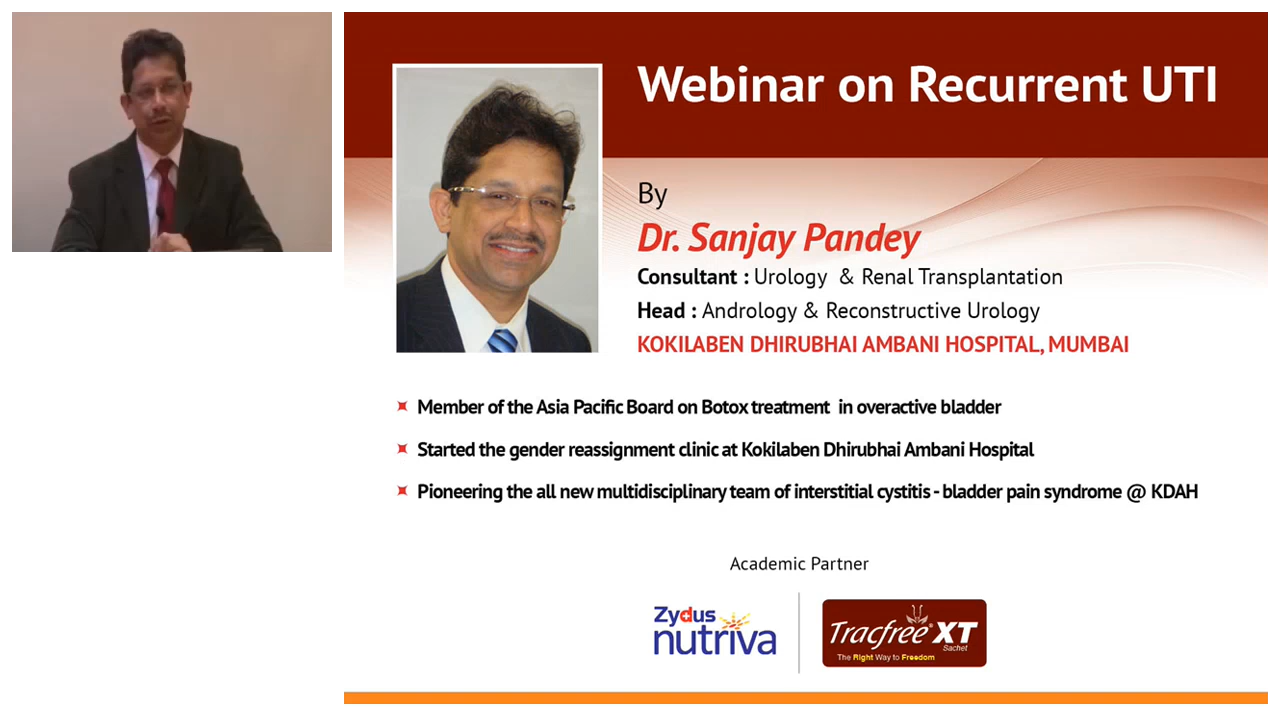 Webinar on Recurrent UTI
By
Dr. Sanjay Pandey
Consultant : Urology & Renal Transplantation
Head : Andrology & Reconstructive Urology
KOKILABEN DHIRUBHAI AMBANI HOSPITAL, MUMBAI
Member of the Asia Pacific Board on Botox treatment in overactive bladder
Started the gender reassignment clinic at Kokilaben Dhirubhai Ambani Hospital
Pioneering the all new multidisciplinary team of interstitial cystitis - bladder pain syndrome @ KDAH
Academic Partner
Zydus
nutriva
Tracfree® XT
Sachet
The Right Way to Freedom